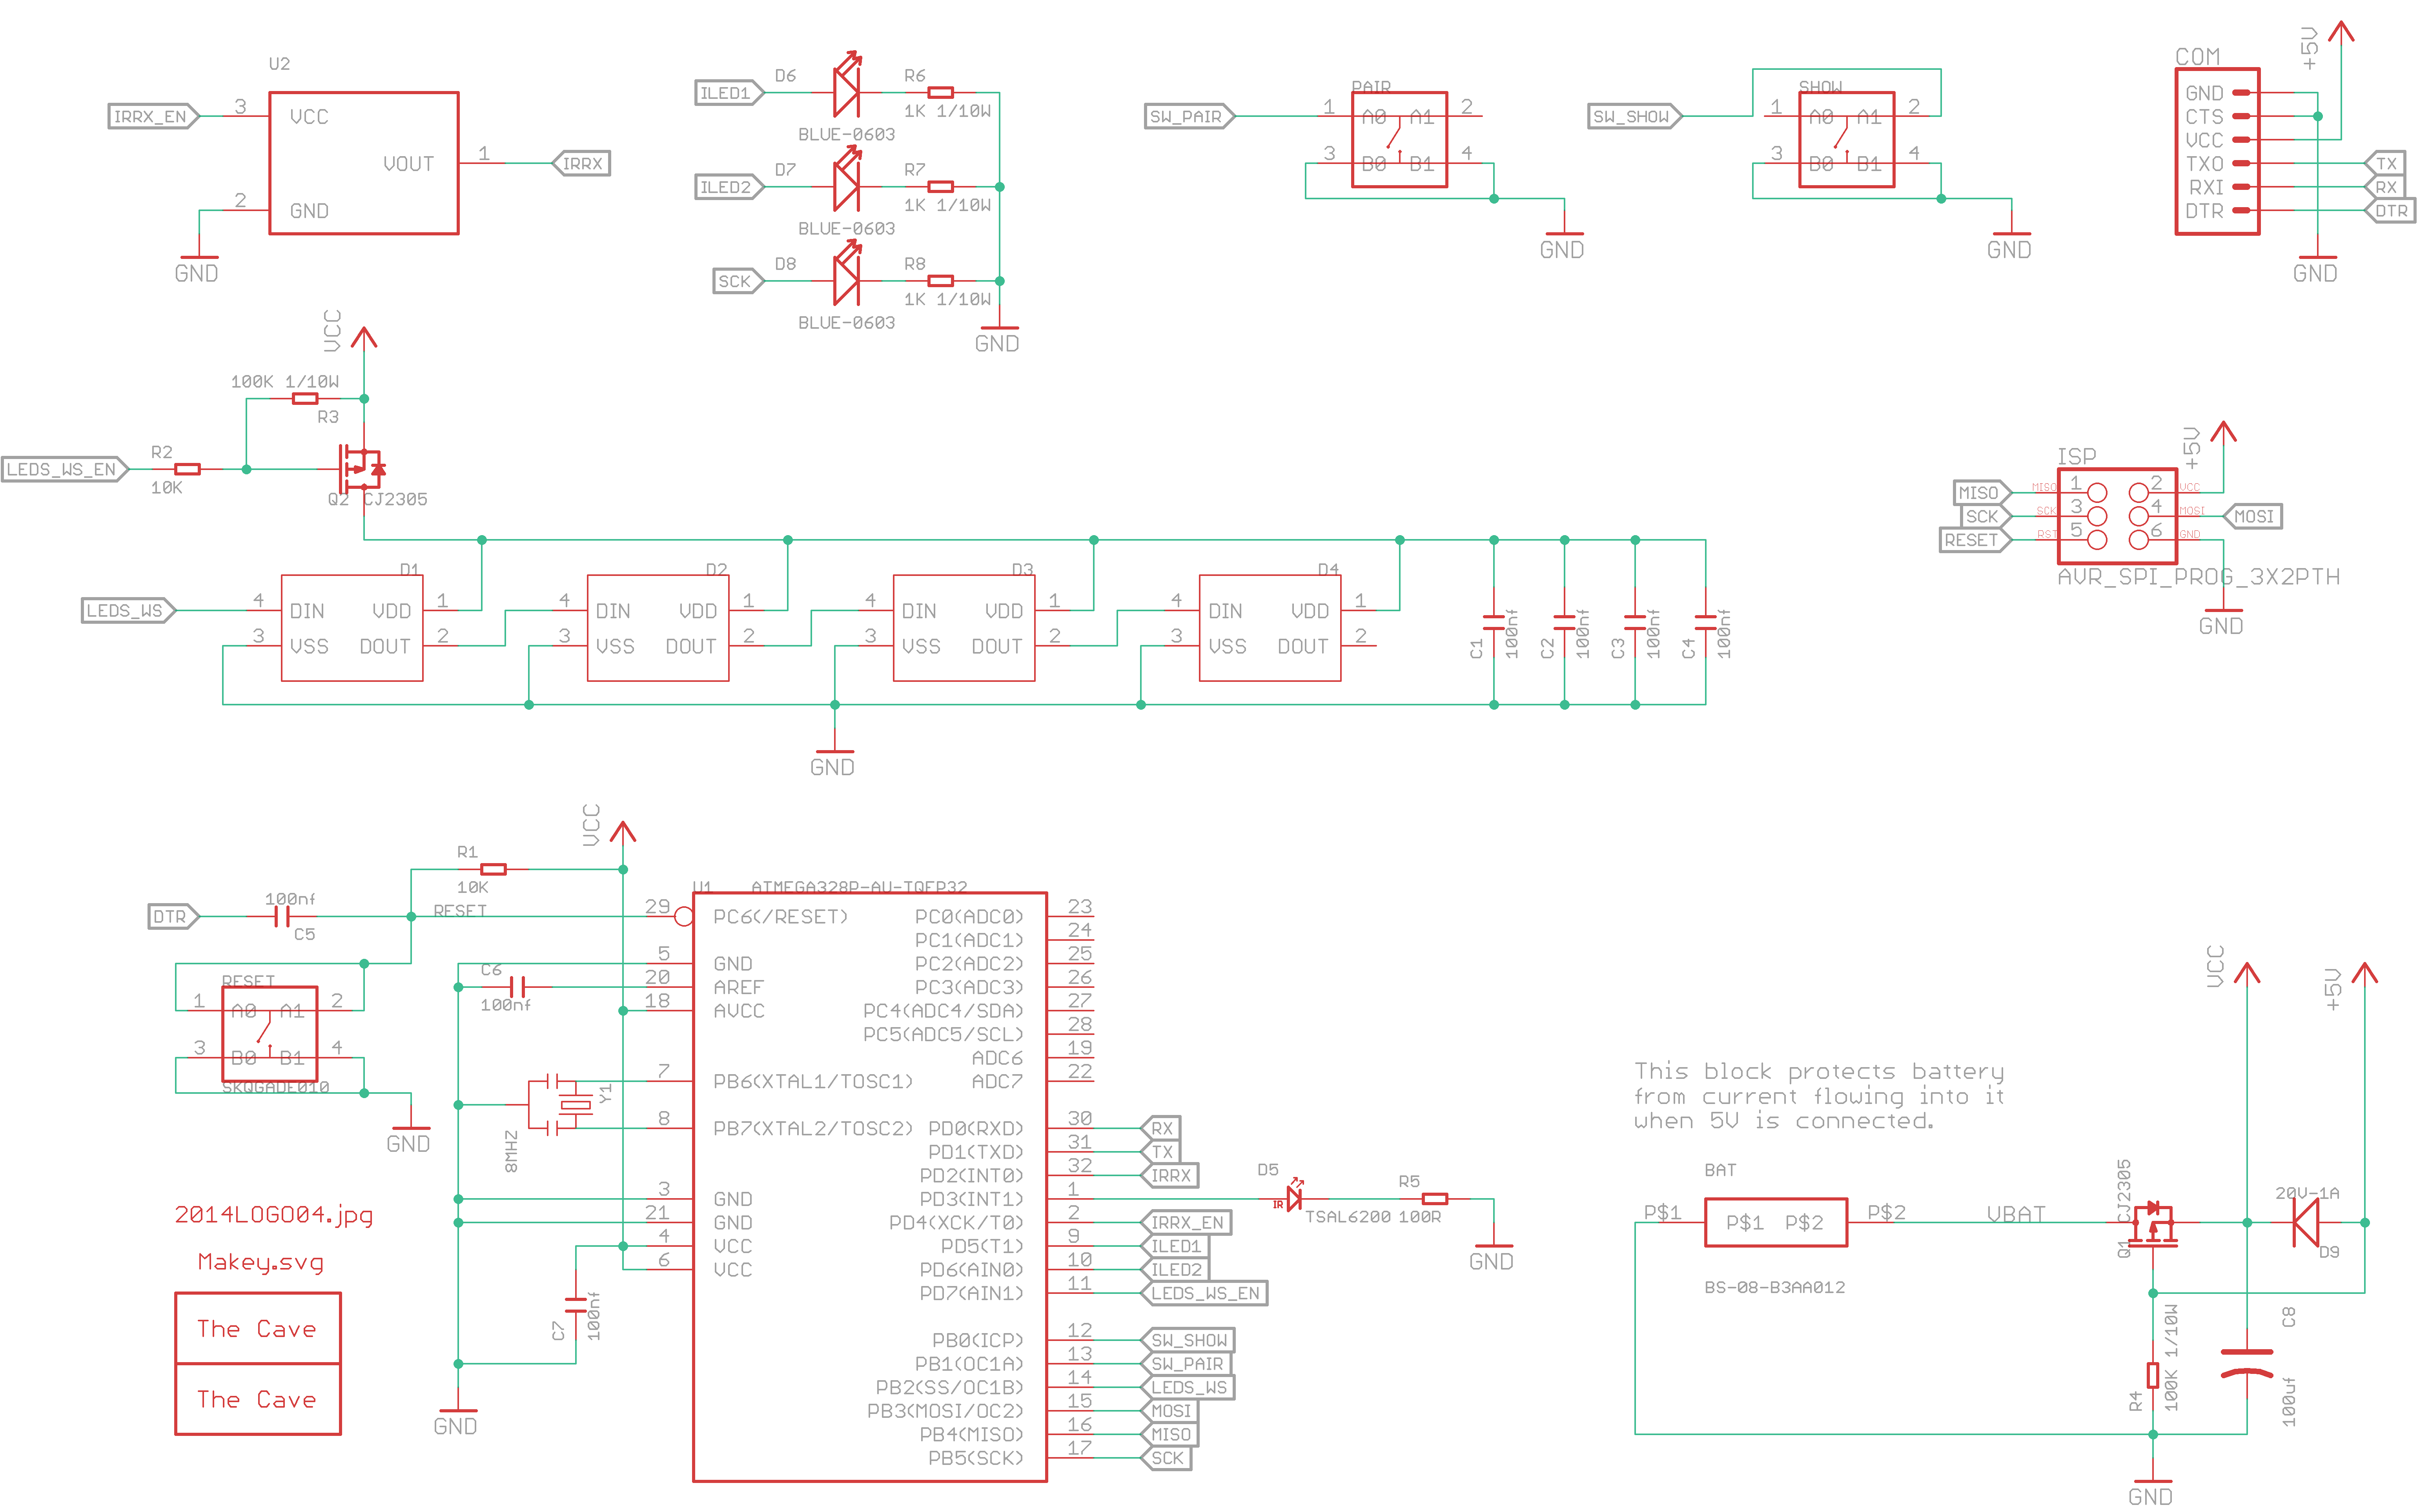 U2
IRRX_EN
3
VCC
VOUT
1
IRRX
2
GND
GND
ILED1
D6
R6
1K 1/10W
BLUE-0603
ILED2
D7
R7
1K 1/10W
BLUE-0603
SCK
D8
R8
1K 1/10W
BLUE-0603
GND
PAIR
SW_PAIR
1
A0 A1
2
3
B0 B1
4
GND
SHOW
SW_SHOW
1
A0 A1
2
3
B0 B1
4
GND
COM
+5V
GND
CTS
VCC
TXO
TX
RXI
RX
DTR
DTR
GND
VCC
100K 1/10W
R3
LEDS_WS_EN
R2
10K
Q2 CJ2305
ISP
+5V
MISO
MISO
1
2
VCC
SCK
SCK
3
4
MOSI
MOSI
RESET
RST
5
6
GND
AVR_SPI_PROG_3X2PTH
GND
LEDS_WS
D1
4
DIN
VDD
1
3
VSS
DOUT
2
D2
4
DIN
VDD
1
3
VSS
DOUT
2
D3
4
DIN
VDD
1
3
VSS
DOUT
2
D4
4
DIN
VDD
1
3
VSS
DOUT
2
C1
100nf
C2
100nf
C3
100nf
C4
100nf
GND
VCC
R1
10K
DTR
100nf
C5
RESET
RESET
1
A0 A1
2
3
B0 B1
4
SKQGADE010
GND
C6
100nf
Y1
8MHZ
C7
100nf
GND
U1
ATMEGA328P-AU-TQFP32
29
PC6(/RESET)
5
GND
20
AREF
18
AVCC
7
PB6(XTAL1/TOSC1)
8
PB7(XTAL2/TOSC2)
3
GND
21
GND
4
VCC
6
VCC
PC0(ADC0)
23
PC1(ADC1)
24
PC2(ADC2)
25
PC3(ADC3)
26
PC4(ADC4/SDA)
27
PC5(ADC5/SCL)
28
ADC6
19
ADC7
22
PD0(RXD)
30
RX
PD1(TXD)
31
TX
PD2(INT0)
32
IRRX
PD3(INT1)
1
PD4(XCK/T0)
2
IRRX_EN
PD5(T1)
9
ILED1
PD6(AIN0)
10
ILED2
PD7(AIN1)
11
LEDS_WS_EN
PB0(ICP)
12
SW_SHOW
PB1(OC1A)
13
SW_PAIR
PB2(SS/OC1B)
14
LEDS_WS
PB3(MOSI/OC2)
15
MOSI
PB4(MISO)
16
MISO
PB5(SCK)
17
SCK
D5
IR
TSAL6200
R5
100R
GND
2014LOGO04.jpg
Makey.svg
The Cave
The Cave
This block protects battery
from current flowing into it
when 5V is connected.
BAT
P$1
P$1 P$2
P$2
BS-08-B3AA012
VBAT
CJ2305
Q1
VCC
+5V
20V-1A
D9
R4
100K 1/10W
C8
100uf
GND